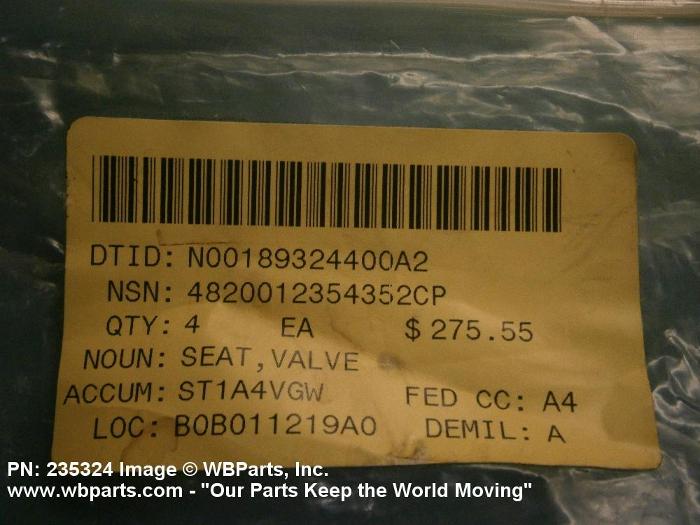 DTID: N00189324400A2
NSN: 4820012354352CP
QTY: 4 EA $ 275.55
NOUN: SEAT,VALVE
ACCUM: ST1A4VGW FED CC: A4
LOC: B0B011219A0 DEMIL: A
PN: 235324 Image © WBParts, Inc.
www.wbparts.com - "Our Parts Keep the World Moving"